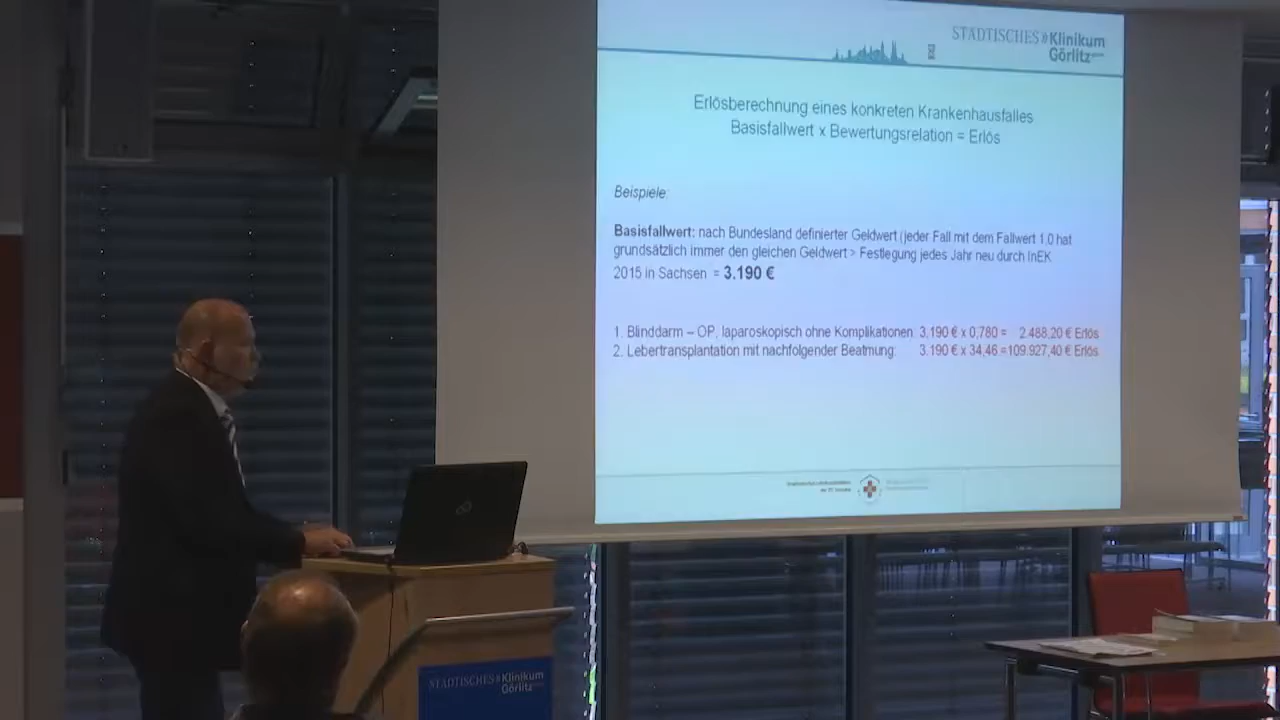 STÄDTISCHES Klinikum
Görlitz
Erlösberechnung eines konkreten Krankenhausfalles
Basisfallwert x Bewertungsrelation = Erlös
Beispiele:
Basisfallwert: nach Bundesland definierter Geldwert (jeder Fall mit dem Fallwert 1,0 hat
grundsätzlich immer den gleichen Geldwert > Festlegung jedes Jahr neu durch InEK
2015 in Sachsen = 3.190 €
1. Blinddarm – OP, laparoskopisch ohne Komplikationen: 3.190 € x 0,780 = 2.488,20 € Erlös
2. Lebertransplantation mit nachfolgender Beatmung: 3.190 € x 34,46 =109.927,40 € Erlös
STÄDTISCHES Klinikum
Görlitz